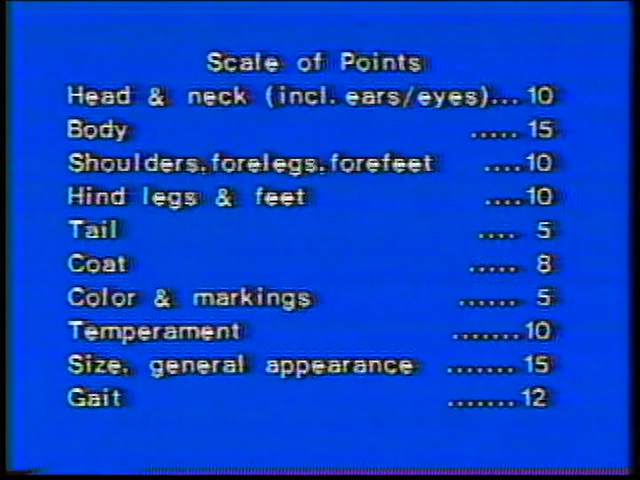 Scale of Points
Head & neck (incl. ears/eyes)... 10
Body ..... 15
Shoulders, forelegs, forefeet ....10
Hind legs & feet ....10
Tail .... 5
Coat ..... 8
Color & markings ...... 5
Temperament .......10
Size, general appearance ....... 15
Gait .......12